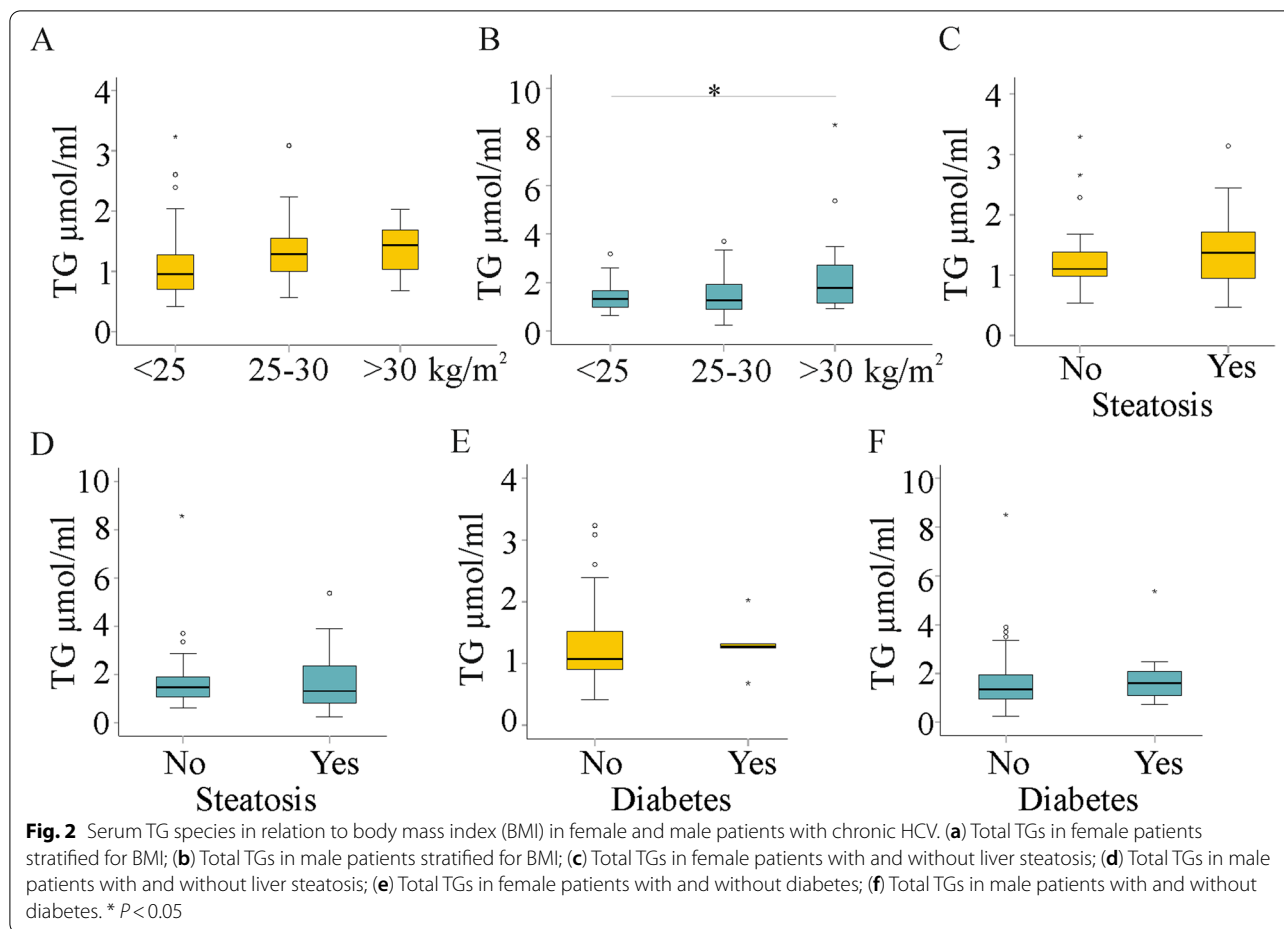 A
TG μmol/ml
4
3
2
1
0
<25 25-30 >30 kg/m²
B
*
TG μmol/ml
10
8
6
4
2
0
<25 25-30 >30 kg/m²
C
TG μmol/ml
4
3
2
1
0
No Yes
Steatosis
D
TG μmol/ml
10
8
6
4
2
0
No Yes
Steatosis
E
TG μmol/ml
4
3
2
1
0
No Yes
Diabetes
F
TG μmol/ml
10
8
6
4
2
0
No Yes
Diabetes
Fig. 2 Serum TG species in relation to body mass index (BMI) in female and male patients with chronic HCV. (a) Total TGs in female patients
stratified for BMI; (b) Total TGs in male patients stratified for BMI; (c) Total TGs in female patients with and without liver steatosis; (d) Total TGs in male
patients with and without liver steatosis; (e) Total TGs in female patients with and without diabetes; (f) Total TGs in male patients with and without
diabetes. * P < 0.05